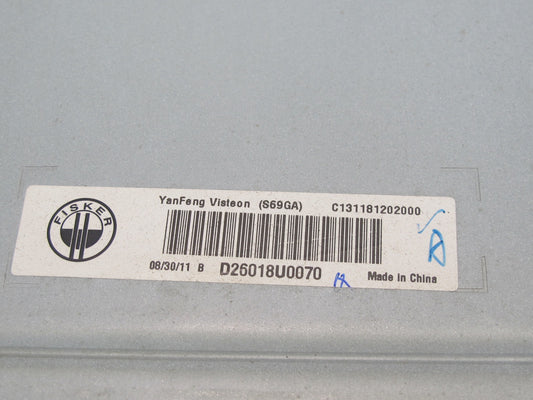 FISKER
YanFeng Visteon (S69GA) C131181202000
08/30/11 B D26018U0070 Made in China